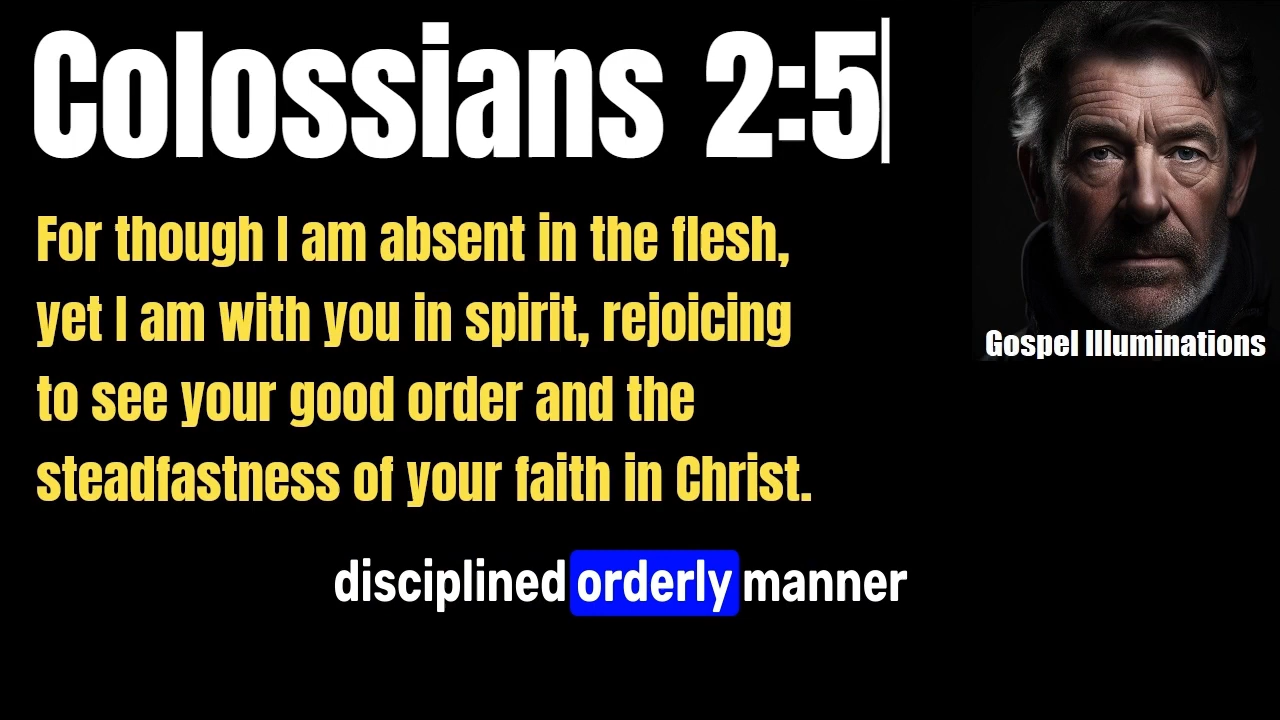 Colossians 2:5
For though I am absent in the flesh,
yet I am with you in spirit, rejoicing
to see your good order and the
steadfastness of your faith in Christ.
Gospel Illuminations
disciplined orderly manner